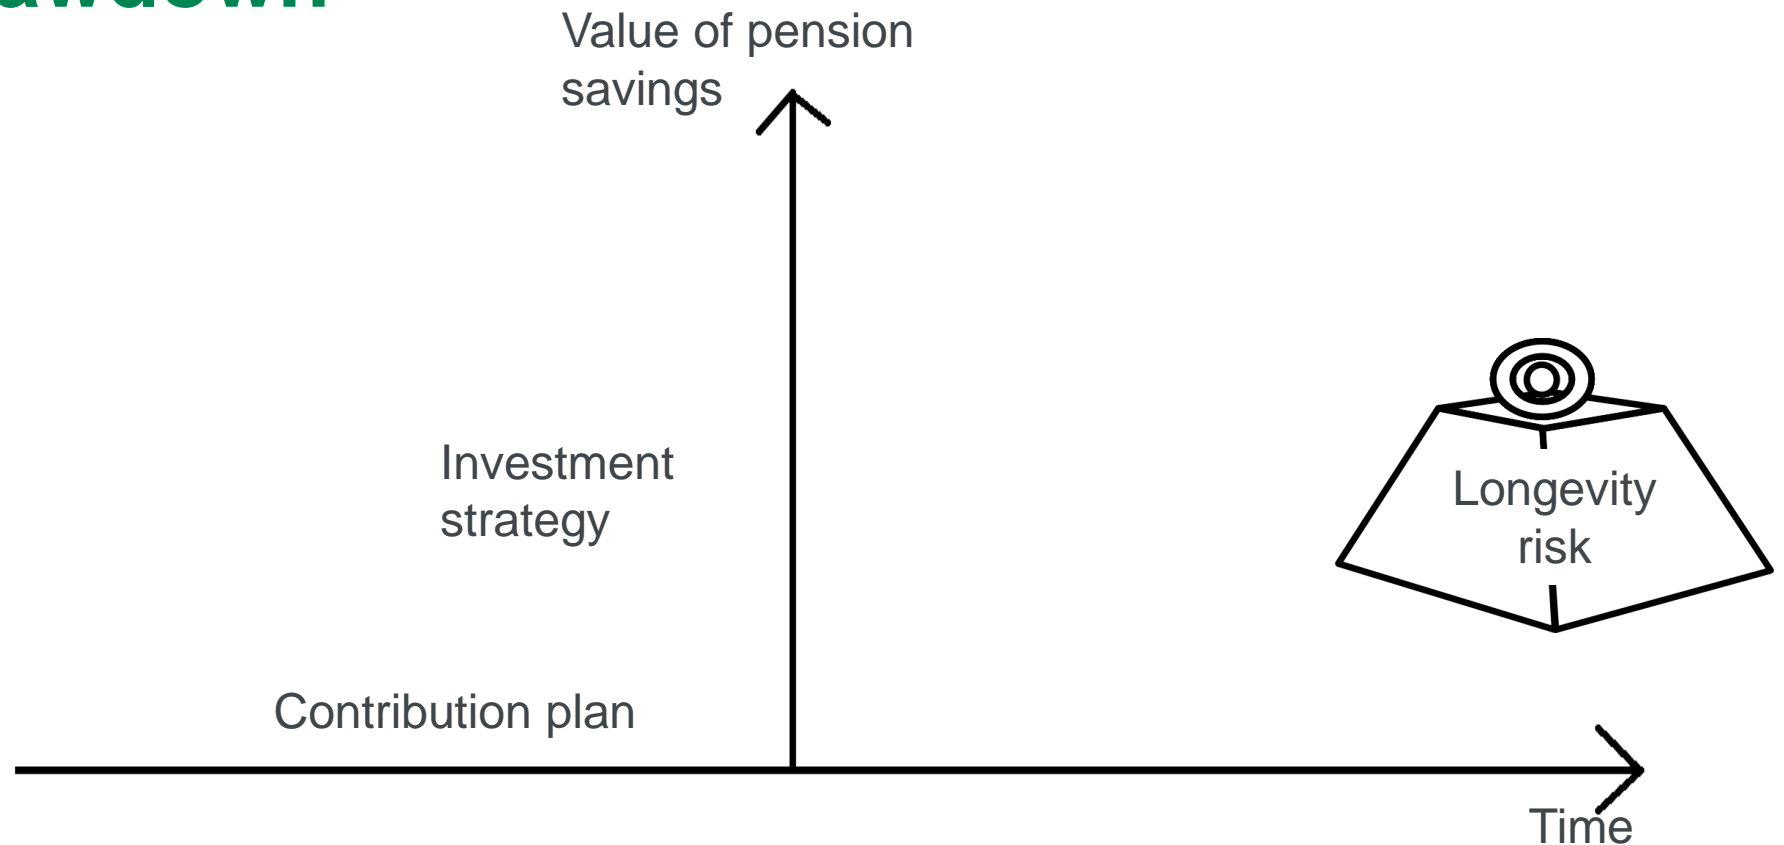 Value of pension
savings
Investment
strategy
Longevity
risk
Contribution plan
Time